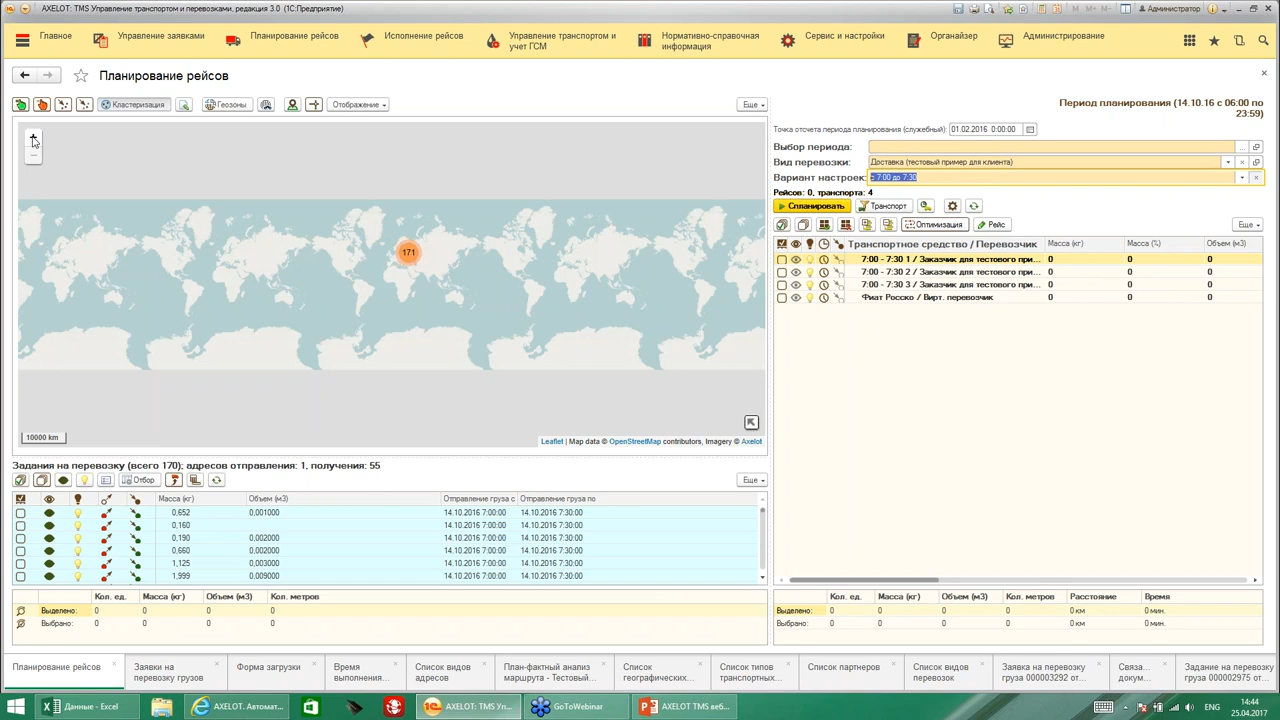 AXELOT: TMS Управление транспортом и перевозками, редакция 3.0 (1С:Предприятие)
M M+ M-
Администратор
Главное
Управление заявками
Планирование рейсов
Исполнение рейсов
Управление транспортом и учет ГСМ
Нормативно-справочная информация
Сервис и настройки
Органайзер
Администрирование
Планирование рейсов
Кластеризация
Геозоны
Отображение
Еще
Период планирования (14.10.16 с 06:00 по 23:59)
Точка отсчета периода планирования (служебный): 01.02.2016 0:00:00
Выбор периода:
Вид перевозки: Доставка (тестовый пример для клиента)
Вариант настроек: с 7:00 до 7:30
Рейсов: 0, транспорта: 4
Спланировать
Транспорт
Оптимизация
Рейс
Еще
Транспортное средство / Перевозчик Масса (кг) Масса (%) Объем (м3)
7:00 - 7:30 1 / Заказчик для тестового при... 0 0 0
7:00 - 7:30 2 / Заказчик для тестового при... 0 0 0
7:00 - 7:30 3 / Заказчик для тестового при... 0 0 0
Фиат Росско / Вирт. перевозчик 0 0 0
+
−
171
10000 km
Leaflet | Map data © OpenStreetMap contributors, Imagery © Axelot
Задания на перевозку (всего 170); адресов отправления: 1, получения: 55
Отбор
Еще
Масса (кг) Объем (м3) Отправление груза с Отправление груза по
0,652 0,001000 14.10.2016 7:00:00 14.10.2016 7:30:00
0,160 14.10.2016 7:00:00 14.10.2016 7:30:00
0,190 0,002000 14.10.2016 7:00:00 14.10.2016 7:30:00
0,660 0,002000 14.10.2016 7:00:00 14.10.2016 7:30:00
1,125 0,003000 14.10.2016 7:00:00 14.10.2016 7:30:00
1,999 0,009000 14.10.2016 7:00:00 14.10.2016 7:30:00
Кол. ед. Масса (кг) Объем (м3) Кол. метров
Выделено: 0 0 0 0
Выбрано: 0 0 0 0
Кол. ед. Масса (кг) Объем (м3) Кол. метров Расстояние Время
Выделено: 0 0 0 0 0 км 0 мин.
Выбрано: 0 0 0 0 0 км 0 мин.
Планирование рейсов
Заявки на перевозку грузов
Форма загрузки
Время выполнения...
Список видов адресов
План-фактный анализ маршрута - Тестовый...
Список географических...
Список типов транспортных...
Список партнеров
Список видов перевозок
Заявка на перевозку груза 000003292 от...
Связа... докум...
Задание на перевозку груза 000002975 от...
Данные - Excel
AXELOT. Автомат...
AXELOT: TMS Уп...
GoToWebinar
AXELOT TMS веб...
ENG
14:44
25.04.2017